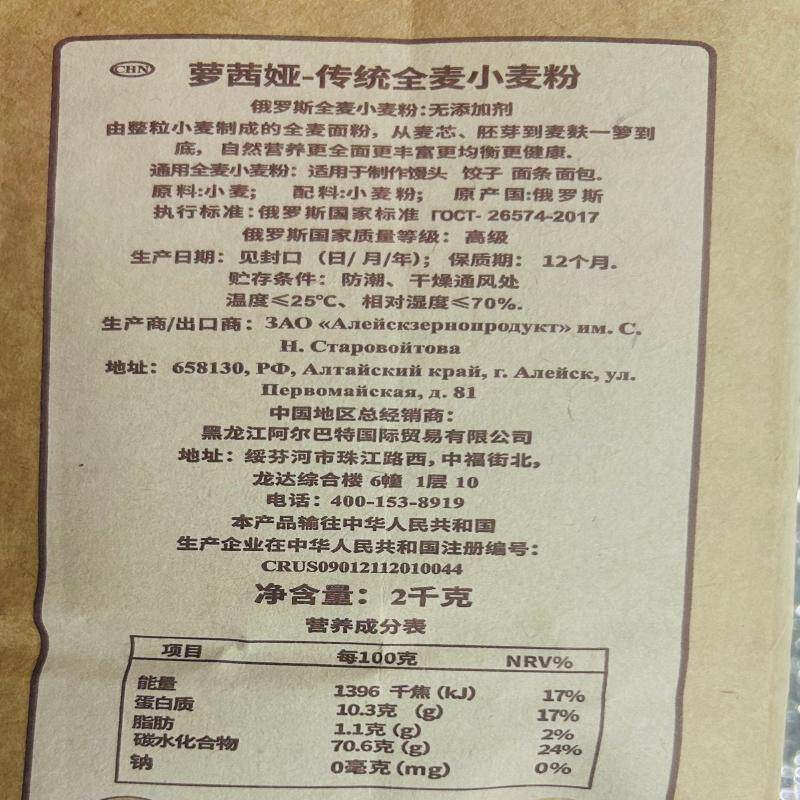 CHN
萝茜娅-传统全麦小麦粉
俄罗斯全麦小麦粉:无添加剂
由整粒小麦制成的全麦面粉，从麦芯、胚芽到麦麸一箩到
底，自然营养更全面更丰富更均衡更健康.
通用全麦小麦粉：适用于制作馒头 饺子 面条面包.
原料:小麦； 配料:小麦粉； 原产国:俄罗斯
执行标准:俄罗斯国家标准 ГОСТ- 26574-2017
俄罗斯国家质量等级：高级
生产日期：见封口 （日/月/年）；保质期： 12个月.
贮存条件： 防潮、干燥通风处
温度≤25℃、相对湿度≤70%.
生产商/出口商：ЗАО «Алейскзернопродукт» им. С.
Н. Старовойтова
地址： 658130, РФ, Алтайский край, г. Алейск, ул.
Первомайская, д. 81
中国地区总经销商：
黑龙江阿尔巴特国际贸易有限公司
地址：绥芬河市珠江路西,中福街北,
龙达综合楼 6幢 1层 10
电话：400-153-8919
本产品输往中华人民共和国
生产企业在中华人民共和国注册编号：
CRUS09012112010044
净含量： 2千克
营养成分表
项目 每100克 NRV%
能量 1396 千焦 (kJ) 17%
蛋白质 10.3克 (g) 17%
脂肪 1.1克 (g) 2%
碳水化合物 70.6克 (g) 24%
钠 0毫克 (mg) 0%